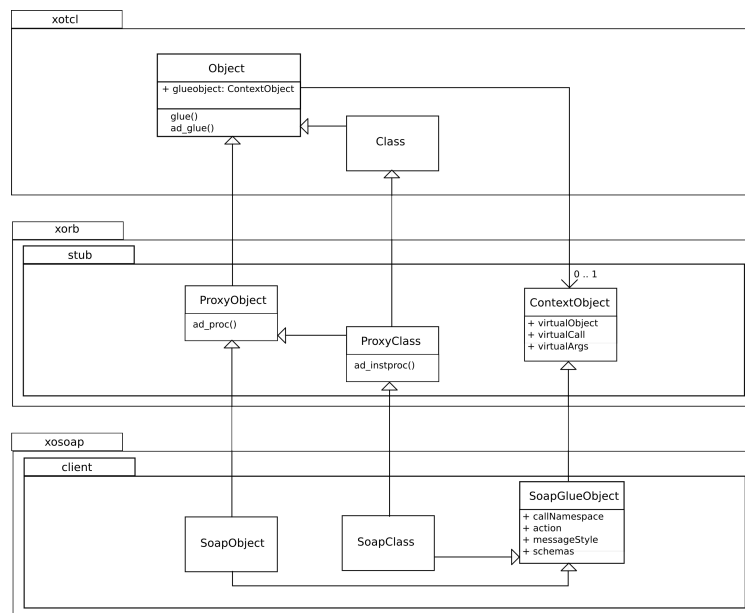 xotcl
Object
+ glueobject: ContextObject
glue()
ad_glue()
Class
xorb
stub
0 .. 1
ProxyObject
ad_proc()
ContextObject
+ virtualObject
+ virtualCall
+ virtualArgs
ProxyClass
ad_instproc()
xosoap
client
SoapGlueObject
+ callNamespace
+ action
+ messageStyle
+ schemas
SoapObject
SoapClass